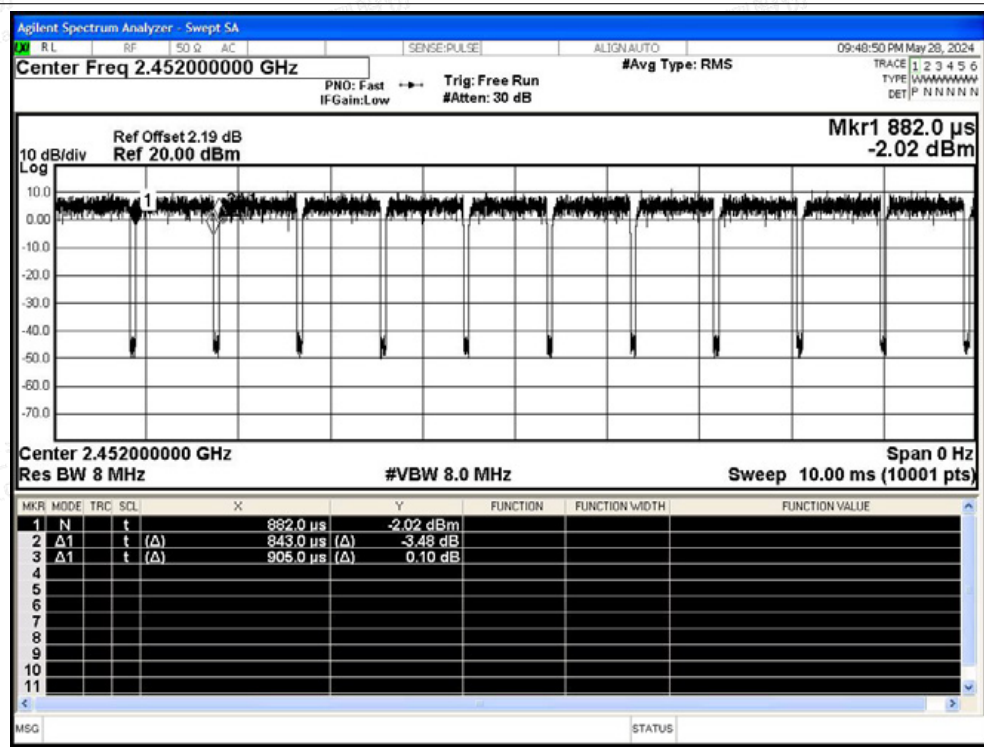 Agilent Spectrum Analyzer - Swept SA
RL RF 50 Ω AC SENSE:PULSE ALIGN AUTO 09:48:50 PM May 28, 2024
Center Freq 2.452000000 GHz #Avg Type: RMS TRACE 1 2 3 4 5 6
PNO: Fast Trig: Free Run TYPE WWWWWW
IFGain:Low #Atten: 30 dB DET P N N N N N
Mkr1 882.0 µs
Ref Offset 2.19 dB
10 dB/div Ref 20.00 dBm -2.02 dBm
Log
10.0
1
0.00
-10.0
-20.0
-30.0
-40.0
-50.0
-60.0
-70.0
Center 2.452000000 GHz Span 0 Hz
Res BW 8 MHz #VBW 8.0 MHz Sweep 10.00 ms (10001 pts)
MKR MODE TRC SCL X Y FUNCTION FUNCTION WIDTH FUNCTION VALUE
1 N t 882.0 µs -2.02 dBm
2 Δ1 t (Δ) 843.0 µs (Δ) -3.48 dB
3 Δ1 t (Δ) 905.0 µs (Δ) 0.10 dB
4
5
6
7
8
9
10
11
MSG STATUS